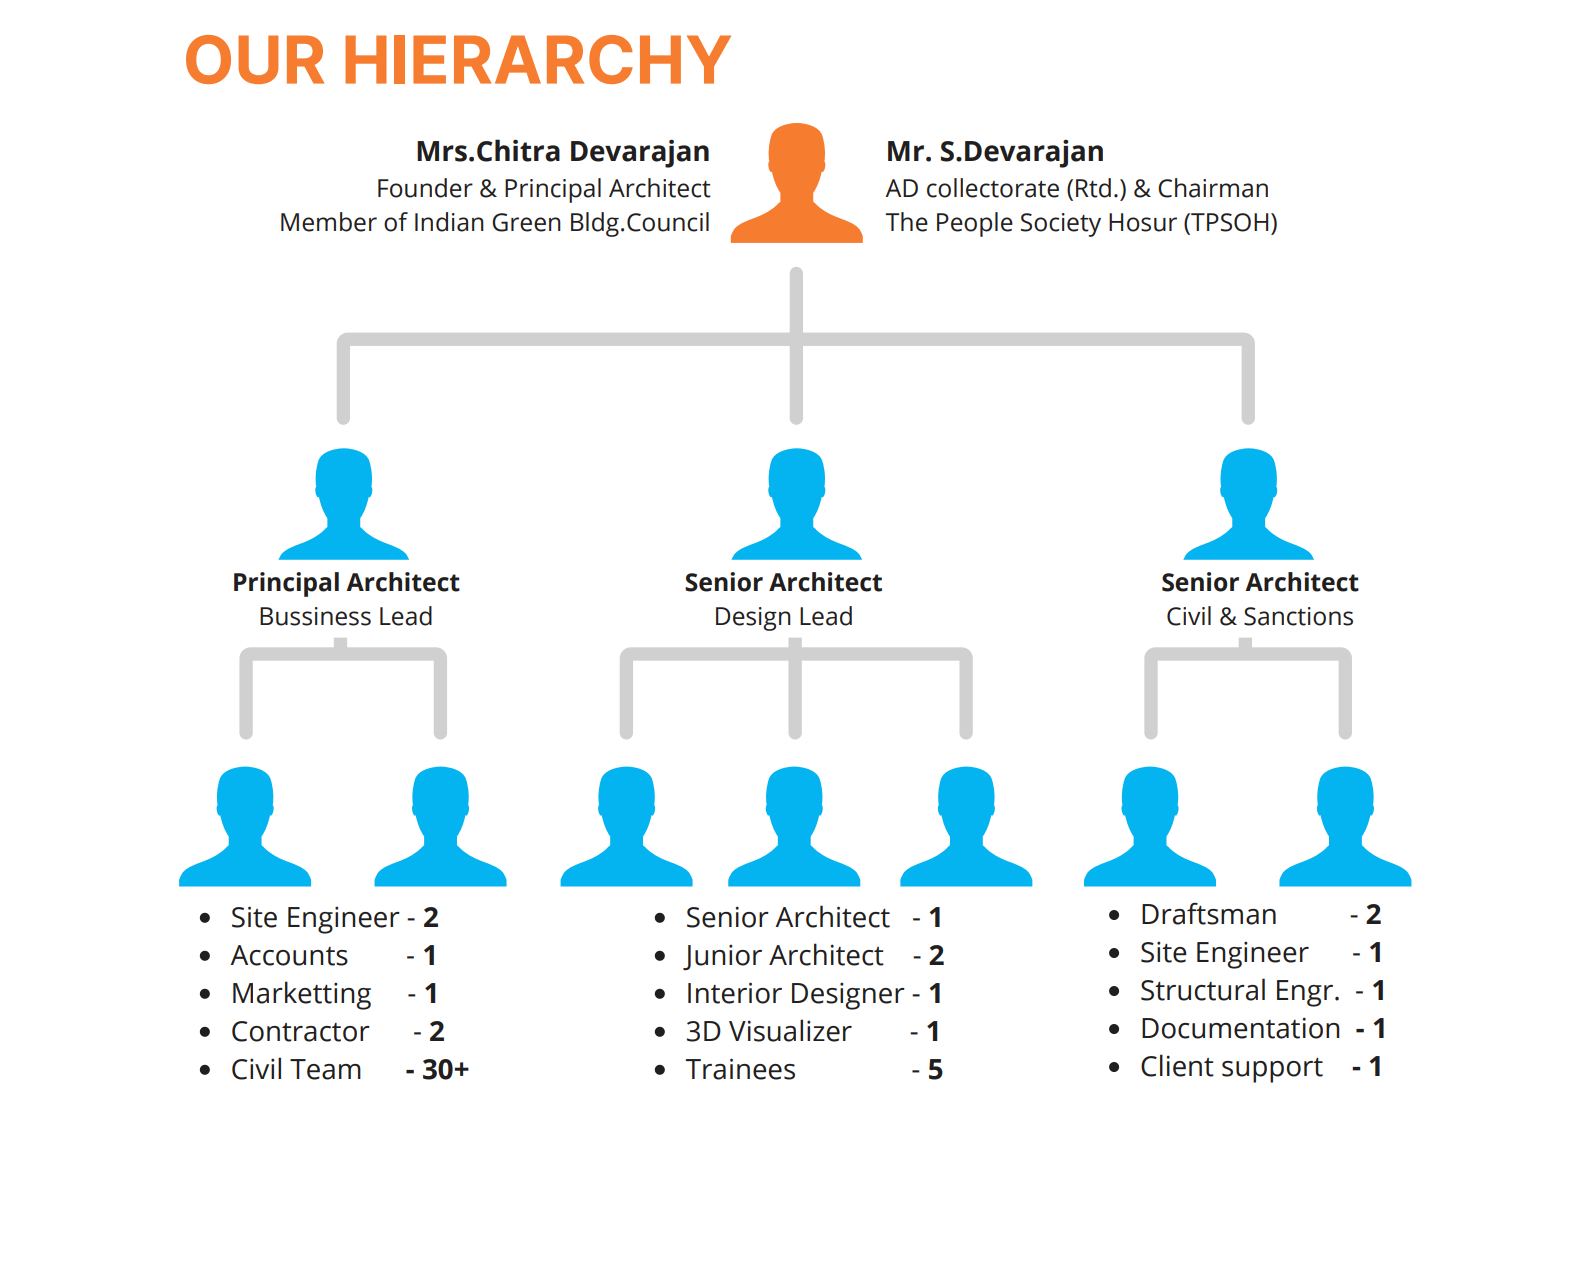 OUR HIERARCHY
Mrs.Chitra Devarajan
Founder & Principal Architect
Member of Indian Green Bldg.Council
Mr. S.Devarajan
AD collectorate (Rtd.) & Chairman
The People Society Hosur (TPSOH)
Principal Architect
Bussiness Lead
Senior Architect
Design Lead
Senior Architect
Civil & Sanctions
• Site Engineer - 2
• Accounts - 1
• Marketting - 1
• Contractor - 2
• Civil Team - 30+
• Senior Architect - 1
• Junior Architect - 2
• Interior Designer - 1
• 3D Visualizer - 1
• Trainees - 5
• Draftsman - 2
• Site Engineer - 1
• Structural Engr. - 1
• Documentation - 1
• Client support - 1